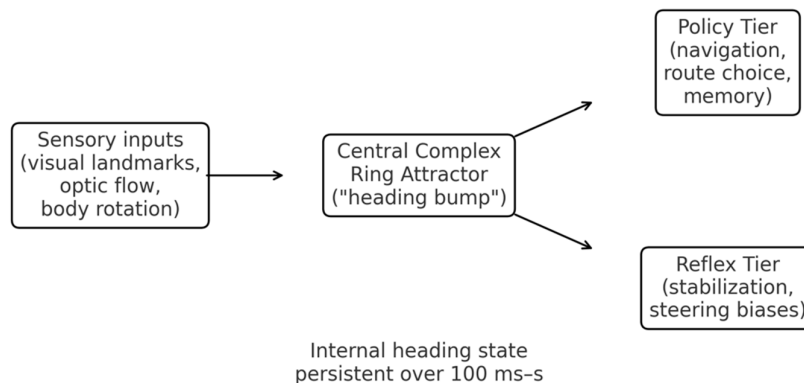 Sensory inputs
(visual landmarks,
optic flow,
body rotation)
Central Complex
Ring Attractor
("heading bump")
Policy Tier
(navigation,
route choice,
memory)
Reflex Tier
(stabilization,
steering biases)
Internal heading state
persistent over 100 ms–s